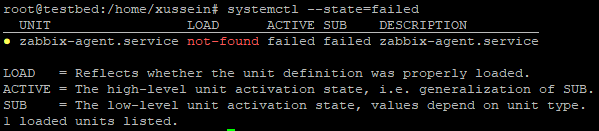 root@testbed:/home/xussein# systemctl --state=failed
UNIT LOAD ACTIVE SUB DESCRIPTION
● zabbix-agent.service not-found failed failed zabbix-agent.service
LOAD = Reflects whether the unit definition was properly loaded.
ACTIVE = The high-level unit activation state, i.e. generalization of SUB.
SUB = The low-level unit activation state, values depend on unit type.
1 loaded units listed.